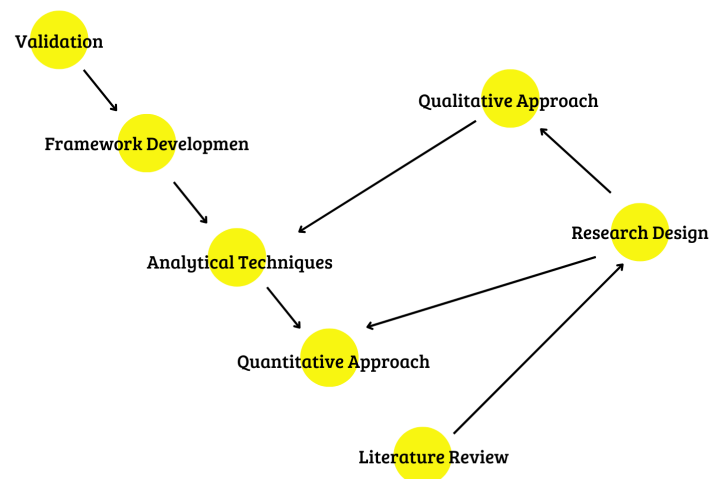 Validation
Qualitative Approach
Framework Developmen
Research Design
Analytical Techniques
Quantitative Approach
Literature Review